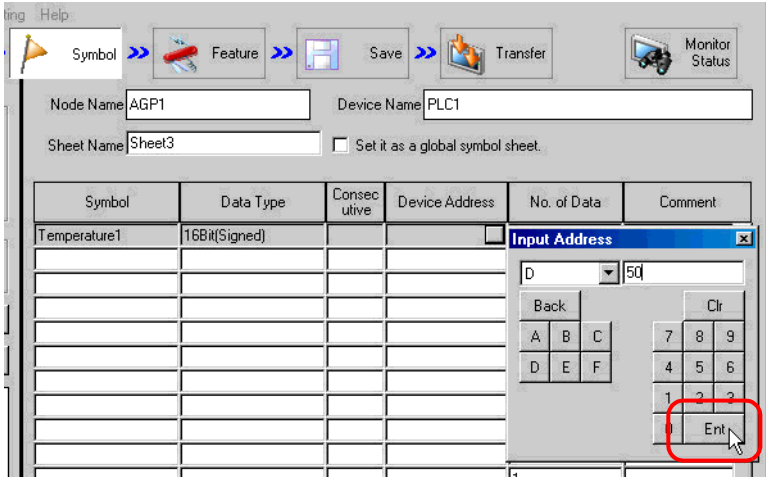 ting Help
Symbol Feature Save Transfer Monitor Status
Node Name AGP1 Device Name PLC1
Sheet Name Sheet3 Set it as a global symbol sheet.
Symbol Data Type Consecutive Device Address No. of Data Comment
Temperature1 16Bit(Signed)
Input Address
D 50
Back Clr
A B C 7 8 9
D E F 4 5 6
1 2 3
0 Ent
1